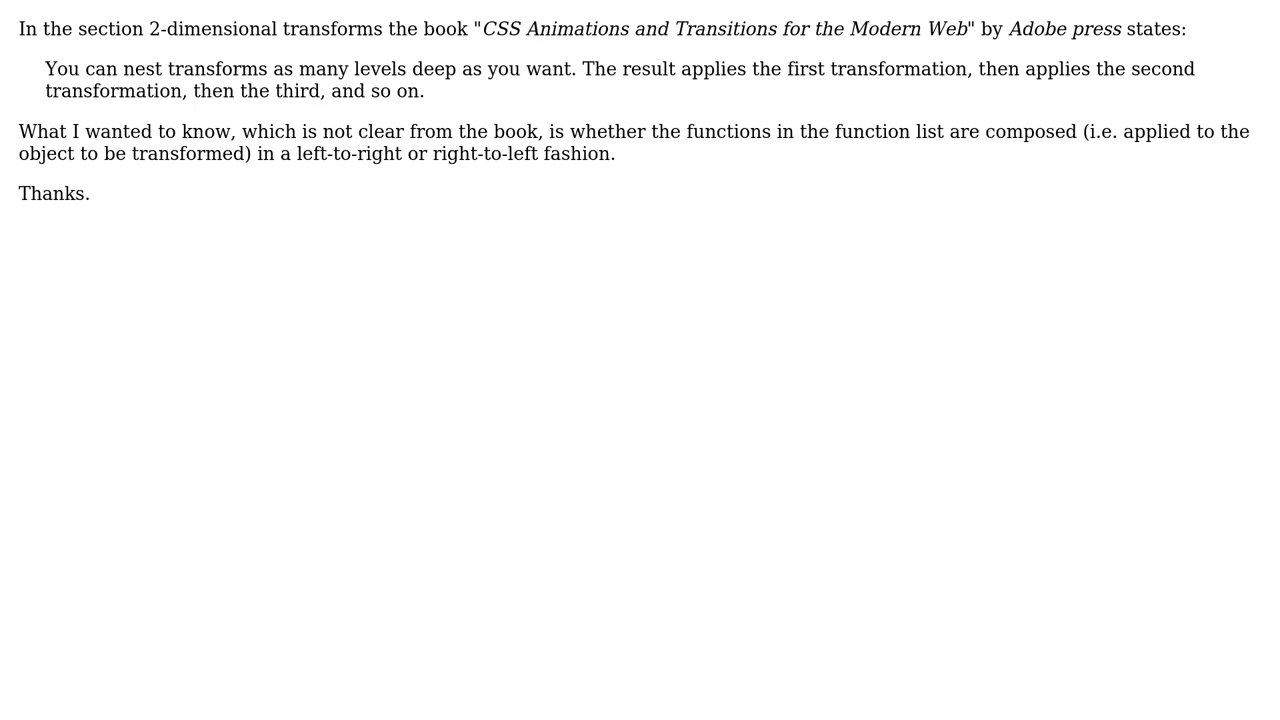 In the section 2-dimensional transforms the book "CSS Animations and Transitions for the Modern Web" by Adobe press states:
You can nest transforms as many levels deep as you want. The result applies the first transformation, then applies the second
transformation, then the third, and so on.
What I wanted to know, which is not clear from the book, is whether the functions in the function list are composed (i.e. applied to the
object to be transformed) in a left-to-right or right-to-left fashion.
Thanks.